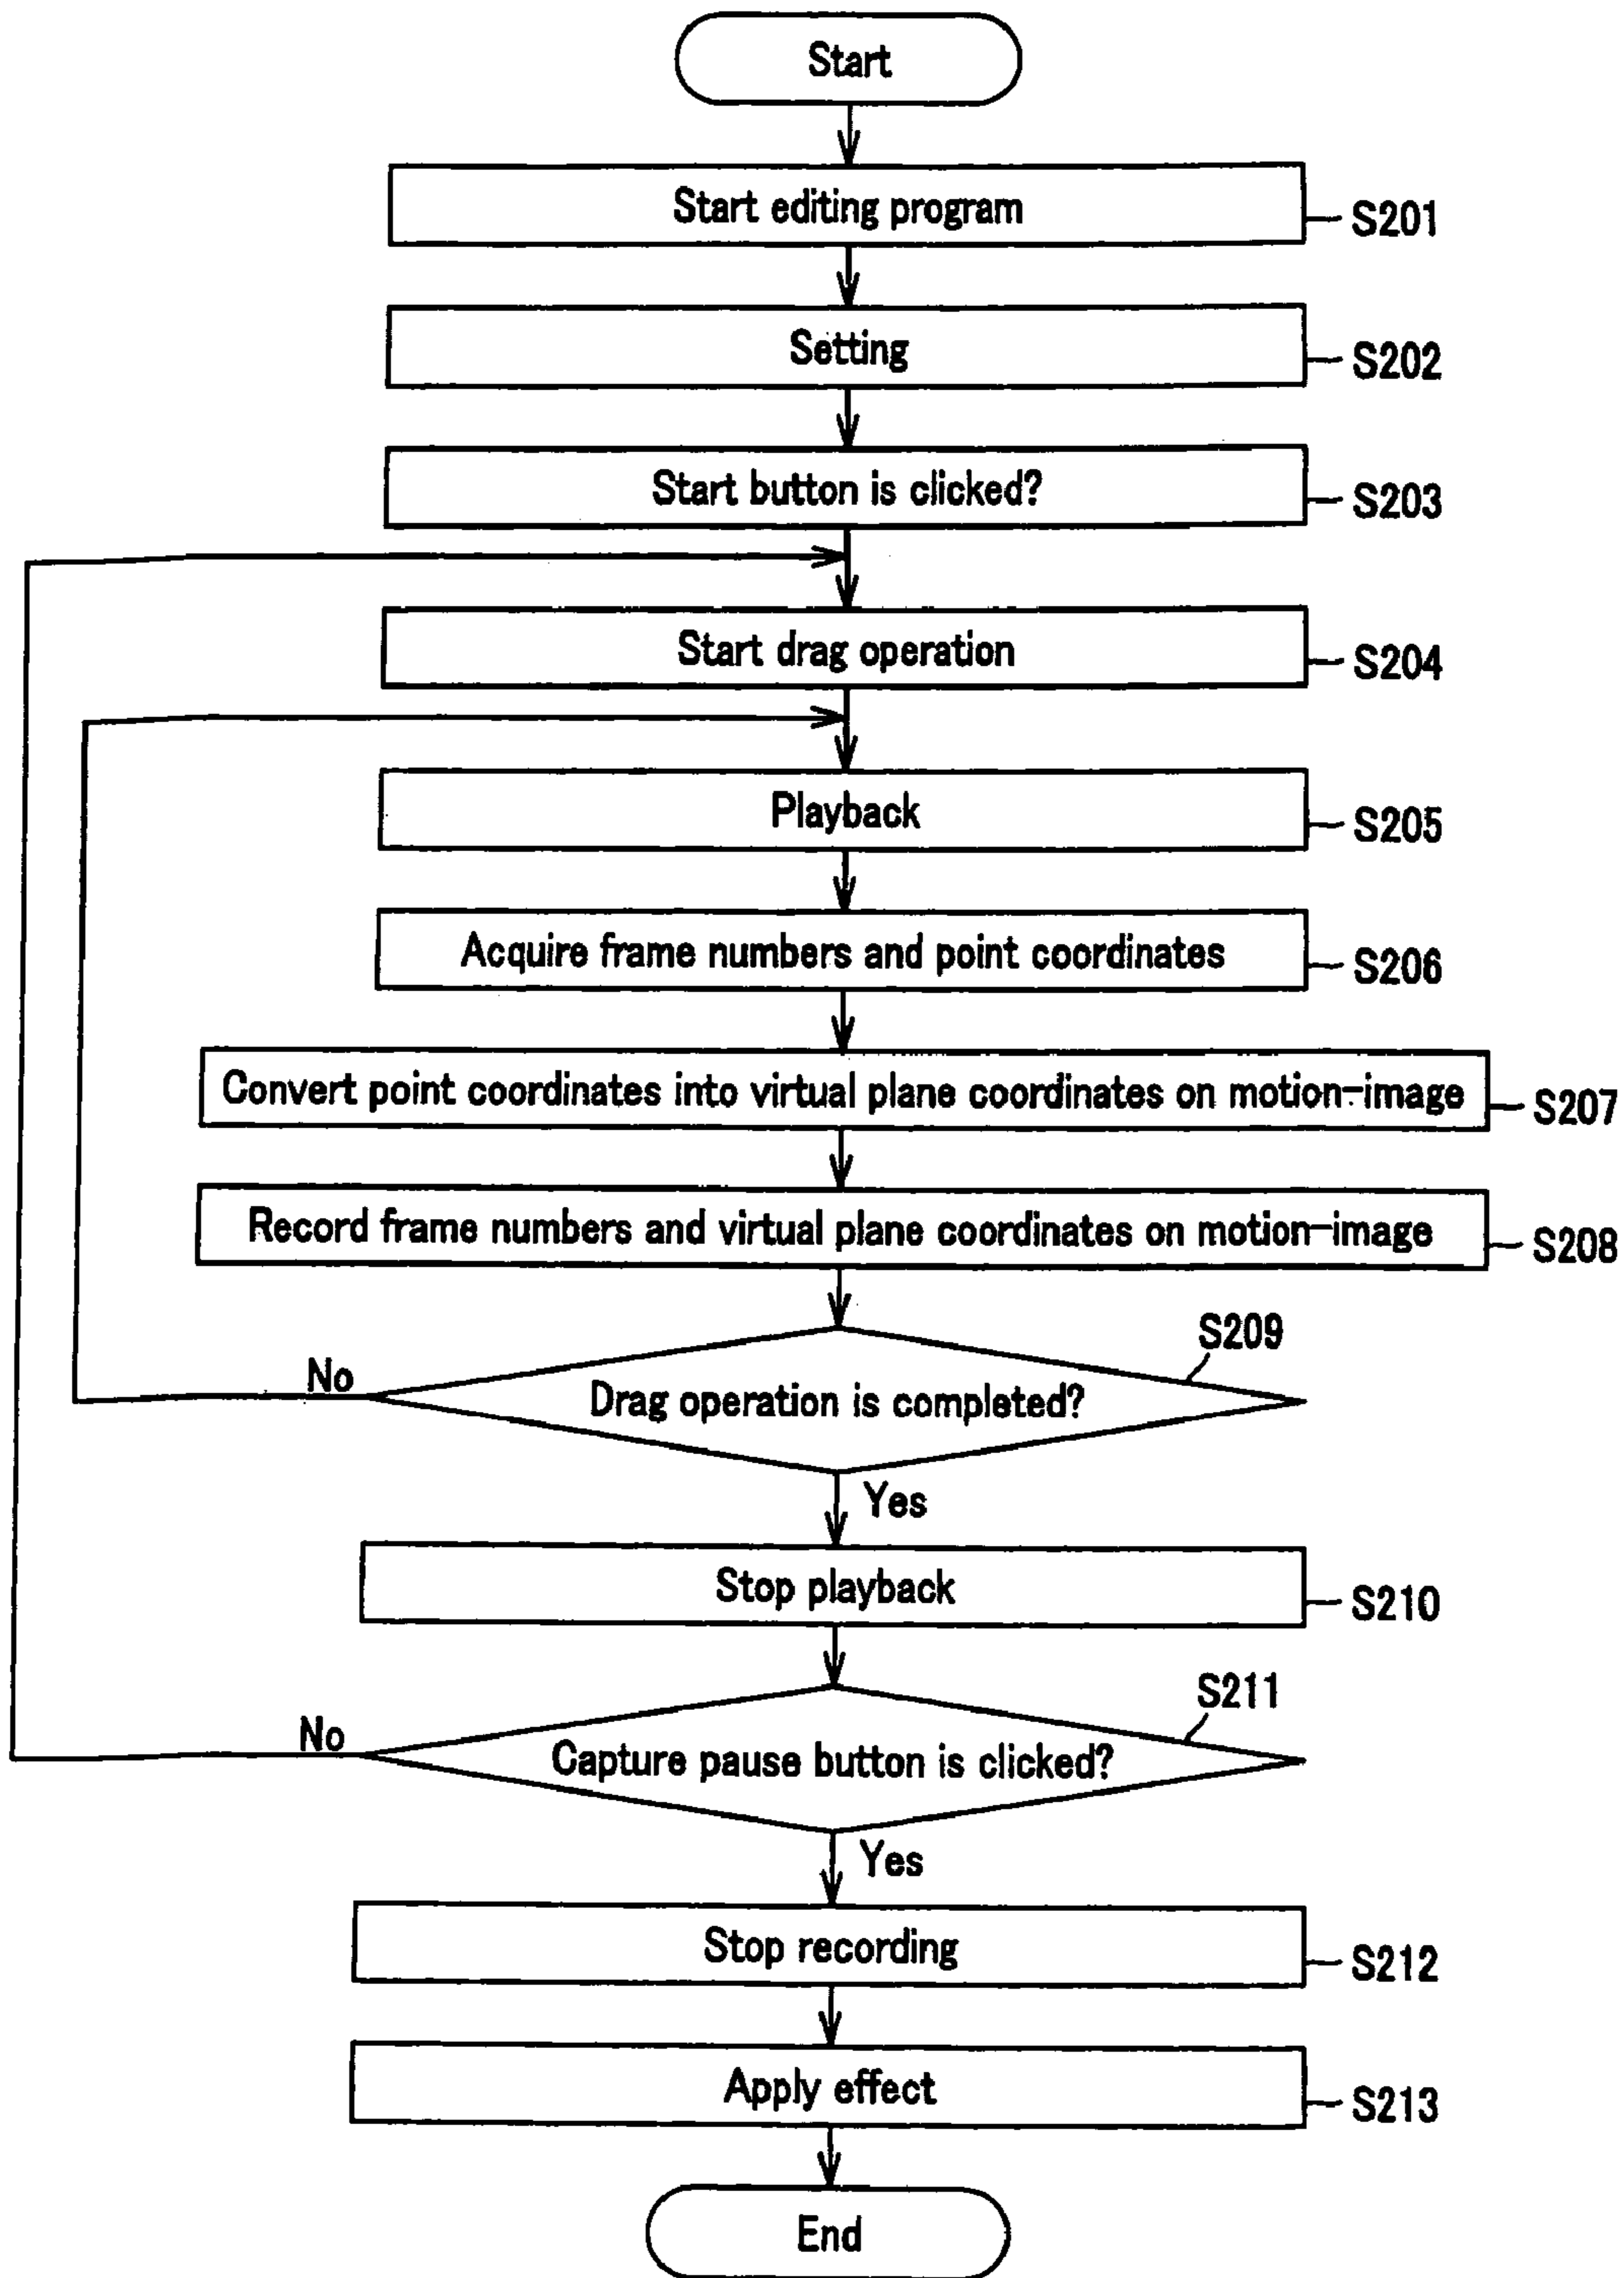 Start
Start editing program
S201
Setting
S202
Start button is clicked?
S203
Start drag operation
S204
Playback
S205
Acquire frame numbers and point coordinates
S206
Convert point coordinates into virtual plane coordinates on motion-image
S207
Record frame numbers and virtual plane coordinates on motion-image
S208
S209
No
Drag operation is completed?
Yes
Stop playback
S210
S211
No
Capture pause button is clicked?
Yes
Stop recording
S212
Apply effect
S213
End